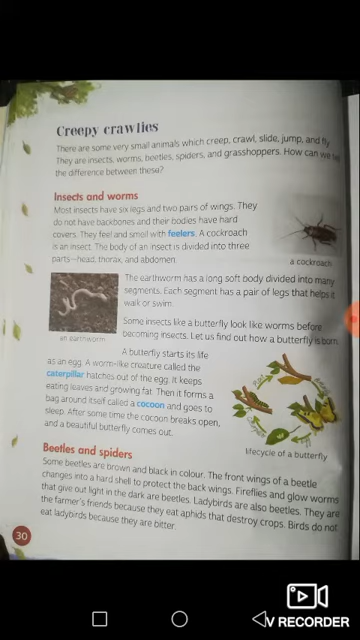 Creepy crawlies
There are some very small animals which creep, crawl, slide, jump, and fly.
They are insects, worms, beetles, spiders, and grasshoppers. How can we see
the difference between these?
Insects and worms
Most insects have six legs and two pairs of wings. They
do not have backbones and their bodies have hard
covers. They feel and smell with feelers. A cockroach
is an insect. The body of an insect is divided into three
parts—head, thorax, and abdomen.
a cockroach
The earthworm has a long soft body divided into many
segments. Each segment has a pair of legs that helps it
walk or swim.
an earthworm
Some insects like a butterfly look like worms before
becoming insects. Let us find out how a butterfly is born.
A butterfly starts its life
as an egg. A worm-like creature called the
caterpillar hatches out of the egg. It keeps
eating leaves and growing fat. Then it forms a
bag around itself called a cocoon and goes to
sleep. After some time the cocoon breaks open,
and a beautiful butterfly comes out.
lifecycle of a butterfly
Beetles and spiders
Some beetles are brown and black in colour. The front wings of a beetle
changes into a hard shell to protect the back wings. Fireflies and glow worms
that give out light in the dark are beetles. Ladybirds are also beetles. They are
the farmer's friends because they eat aphids that destroy crops. Birds do not
eat ladybirds because they are bitter.
30
V RECORDER